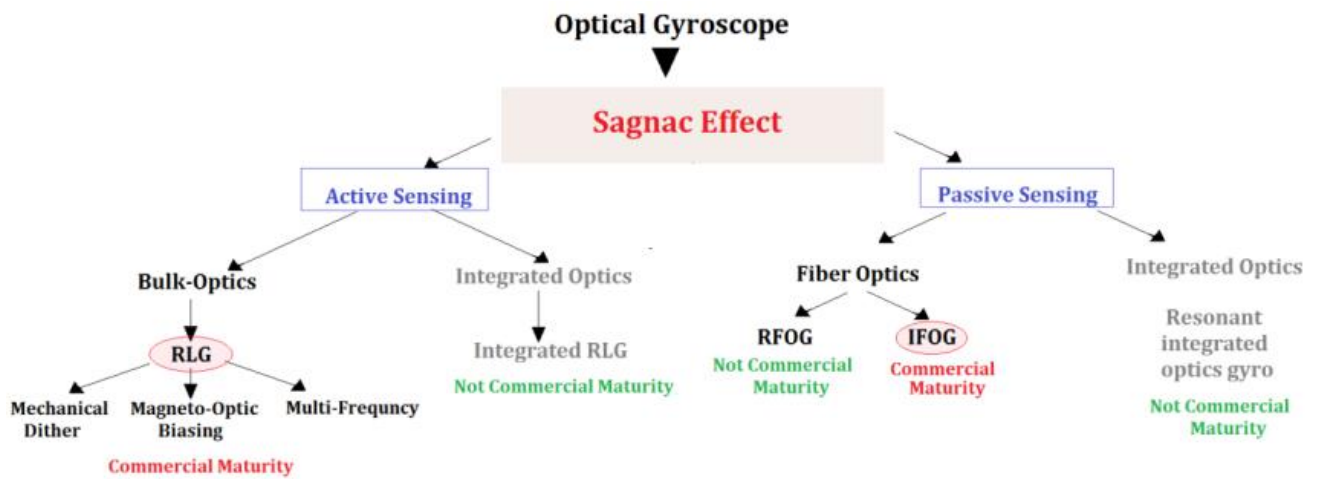 Optical Gyroscope
Sagnac Effect
Active Sensing
Passive Sensing
Bulk-Optics
Integrated Optics
Fiber Optics
Integrated Optics
RLG
Integrated RLG
Not Commercial Maturity
RFOG
Not Commercial
Maturity
IFOG
Commercial
Maturity
Resonant
integrated
optics gyro
Not Commercial
Maturity
Mechanical
Dither
Magneto-Optic
Biasing
Multi-Frequncy
Commercial Maturity